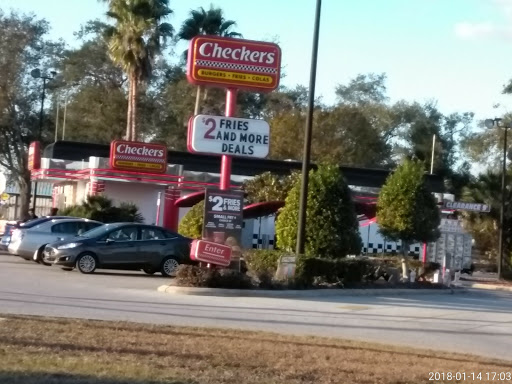 Checkers
BURGERS • FRIES • COLAS
$2 FRIES
AND MORE
DEALS
Checkers
$2 FRIES
& MORE
Enter
CLEARANCE
2018-01-14 17:03